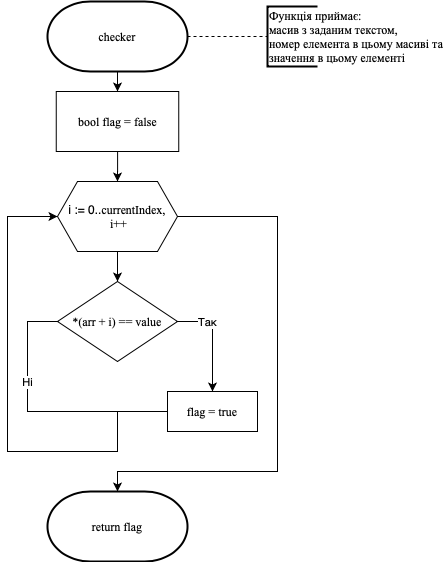 checker
Функція приймає:
масив з заданим текстом,
номер елемента в цьому масиві та
значення в цьому елементі
bool flag = false
i := 0..currentIndex,
i++
*(arr + i) == value
Так
Ні
flag = true
return flag